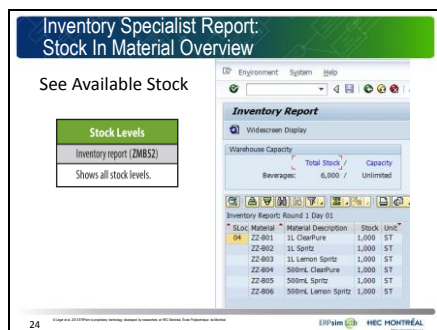 Inventory Specialist Report:
Stock In Material Overview
See Available Stock
Stock Levels
Inventory report (ZMBS2)
Shows all stock levels.
Environment System Help
Inventory Report
Widescreen Display
Warehouse Capacity
Total Stock / Capacity
Beverages: 6,000 / Unlimited
Inventory Report: Round 1 Day 01
SLoc Material Material Description Stock Unit
04 ZZ-B01 1L ClearPure 1,000 ST
ZZ-B02 1L Spritz 1,000 ST
ZZ-B03 1L Lemon Spritz 1,000 ST
ZZ-B04 500mL ClearPure 1,000 ST
ZZ-B05 500mL Spritz 1,000 ST
ZZ-B06 500mL Lemon Spritz 1,000 ST
24
ERPsim Lab HEC MONTRÉAL